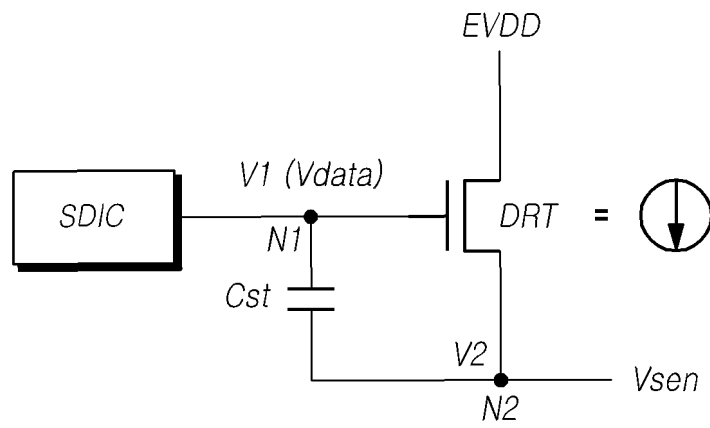 EVDD
V1 (Vdata)
SDIC
N1
DRT =
Cst
V2
Vsen
N2